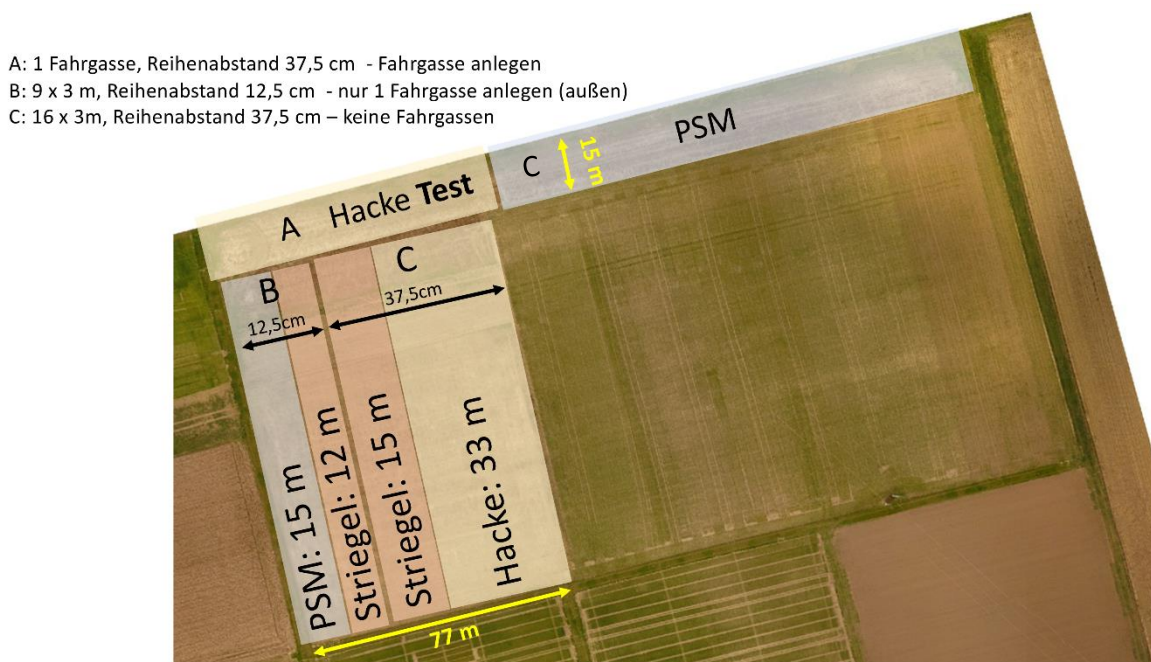 A: 1 Fahrgasse, Reihenabstand 37,5 cm - Fahrgasse anlegen
B: 9 x 3 m, Reihenabstand 12,5 cm - nur 1 Fahrgasse anlegen (außen)
C: 16 x 3m, Reihenabstand 37,5 cm – keine Fahrgassen
PSM
C
15 m
A Hacke Test
B
C
12,5cm
37,5cm
PSM: 15 m
Striegel: 12 m
Striegel: 15 m
Hacke: 33 m
77 m